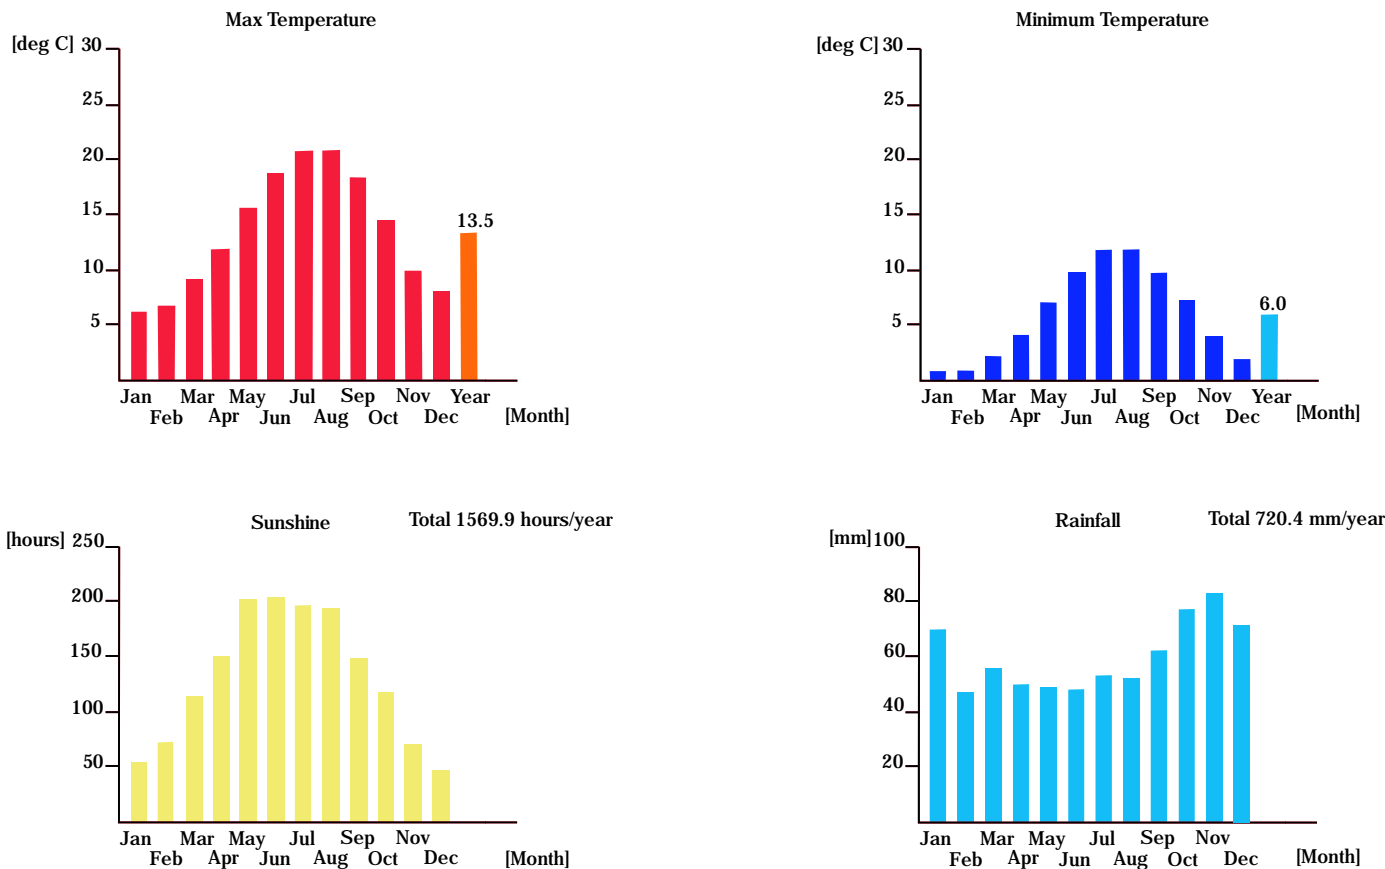 Max Temperature
[deg C] 30
25
20
15
10
5
13.5
Jan Mar May Jul Sep Nov Year
Feb Apr Jun Aug Oct Dec [Month]
Minimum Temperature
[deg C] 30
25
20
15
10
5
6.0
Jan Mar May Jul Sep Nov Year
Feb Apr Jun Aug Oct Dec [Month]
Sunshine Total 1569.9 hours/year
[hours] 250
200
150
100
50
Jan Mar May Jul Sep Nov
Feb Apr Jun Aug Oct Dec [Month]
Rainfall Total 720.4 mm/year
[mm] 100
80
60
40
20
Jan Mar May Jul Sep Nov
Feb Apr Jun Aug Oct Dec [Month]